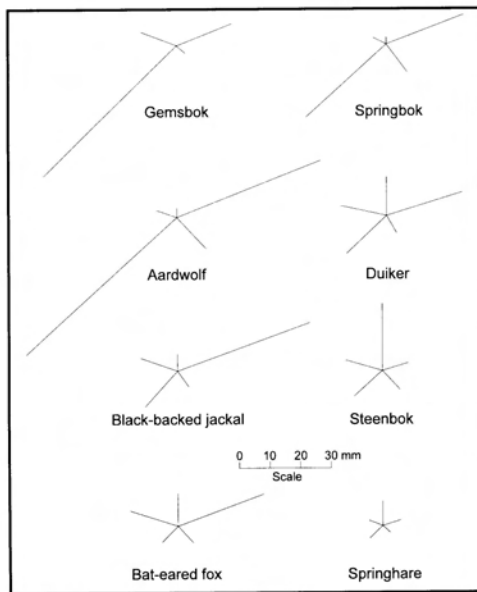 Gemsbok
Springbok
Aardwolf
Duiker
Black-backed jackal
Steenbok
0 10 20 30 mm
Scale
Bat-eared fox
Springhare